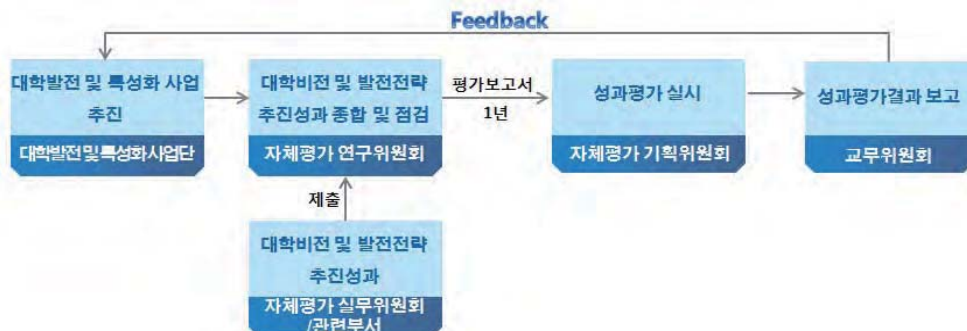 Feedback
대학발전 및 특성화 사업
추진
대학발전 및 특성화 사업단
대학비전 및 발전전략
추진성과 종합 및 점검
자체평가 연구위원회
평가보고서
1년
성과평가 실시
자체평가 기획위원회
성과평가결과 보고
교무위원회
제출
대학비전 및 발전전략
추진성과
자체평가 실무위원회
/관련부서